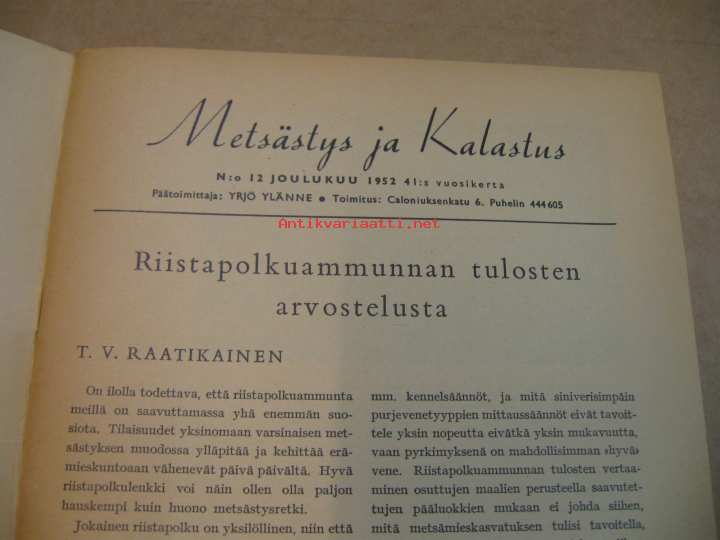 Metsästys ja Kalastus
N:o 12 JOULUKUU 1952 41:s vuosikerta
Päätoimittaja: YRJÖ YLÄNNE ● Toimitus: Caloniuksenkatu 6. Puhelin 444605
Antikvariaatti.net
Riistapolkuammunnan tulosten
arvostelusta
T. V. RAATIKAINEN
On ilolla todettava, että riistapolkuammunta
meillä on saavuttamassa yhä enemmän suo-
siota. Tilaisuudet yksinomaan varsinaisen met-
sästyksen muodossa ylläpitää ja kehittää erä-
mieskuntoaan vähenevät päivä päivältä. Hyvä
riistapolkulenkki voi näin ollen olla paljon
hauskempi kuin huono metsästysretki.
Jokainen riistapolku on yksilöllinen, niin että
mm. kennelsäännöt, ja mitä siniverisimpäin
purjevenetyyppien mittaussäännöt eivät tavoit-
tele yksin nopeutta eivätkä yksin mukavuutta,
vaan pyrkimyksenä on mahdollisimman »hyvä»
vene. Riistapolkuammunnan tulosten vertaa-
minen osuttujen maalien perusteella saavutet-
tujen pääluokkien mukaan ei johda siihen,
mitä metsämieskasvatuksen tulisi tavoitella,